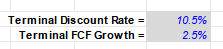 Terminal Discount Rate = 10.5%
Terminal FCF Growth = 2.5%